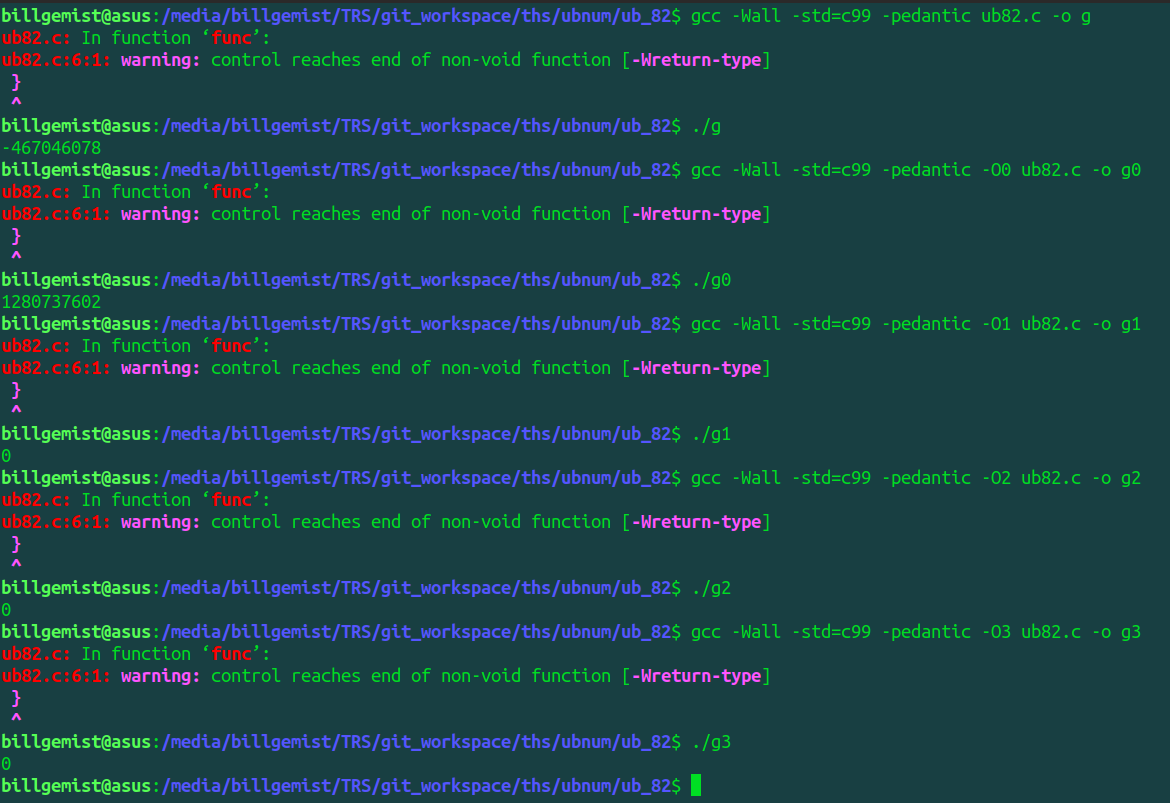 billgemist@asus:/media/billgemist/TRS/git_workspace/ths/ubnum/ub_82$ gcc -Wall -std=c99 -pedantic ub82.c -o g
ub82.c: In function ‘func’:
ub82.c:6:1: warning: control reaches end of non-void function [-Wreturn-type]
 }
 ^
billgemist@asus:/media/billgemist/TRS/git_workspace/ths/ubnum/ub_82$ ./g
-467046078
billgemist@asus:/media/billgemist/TRS/git_workspace/ths/ubnum/ub_82$ gcc -Wall -std=c99 -pedantic -O0 ub82.c -o g0
ub82.c: In function ‘func’:
ub82.c:6:1: warning: control reaches end of non-void function [-Wreturn-type]
 }
 ^
billgemist@asus:/media/billgemist/TRS/git_workspace/ths/ubnum/ub_82$ ./g0
1280737602
billgemist@asus:/media/billgemist/TRS/git_workspace/ths/ubnum/ub_82$ gcc -Wall -std=c99 -pedantic -O1 ub82.c -o g1
ub82.c: In function ‘func’:
ub82.c:6:1: warning: control reaches end of non-void function [-Wreturn-type]
 }
 ^
billgemist@asus:/media/billgemist/TRS/git_workspace/ths/ubnum/ub_82$ ./g1
0
billgemist@asus:/media/billgemist/TRS/git_workspace/ths/ubnum/ub_82$ gcc -Wall -std=c99 -pedantic -O2 ub82.c -o g2
ub82.c: In function ‘func’:
ub82.c:6:1: warning: control reaches end of non-void function [-Wreturn-type]
 }
 ^
billgemist@asus:/media/billgemist/TRS/git_workspace/ths/ubnum/ub_82$ ./g2
0
billgemist@asus:/media/billgemist/TRS/git_workspace/ths/ubnum/ub_82$ gcc -Wall -std=c99 -pedantic -O3 ub82.c -o g3
ub82.c: In function ‘func’:
ub82.c:6:1: warning: control reaches end of non-void function [-Wreturn-type]
 }
 ^
billgemist@asus:/media/billgemist/TRS/git_workspace/ths/ubnum/ub_82$ ./g3
0
billgemist@asus:/media/billgemist/TRS/git_workspace/ths/ubnum/ub_82$